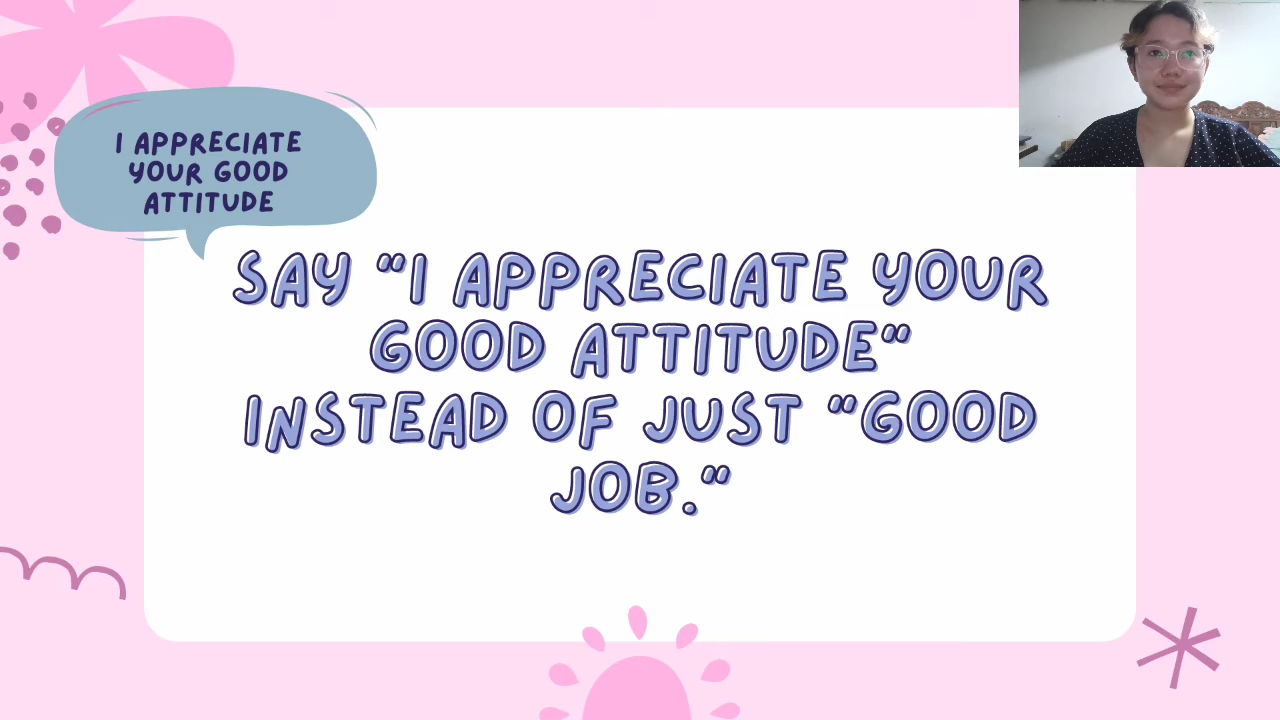 I APPRECIATE
YOUR GOOD
ATTITUDE
SAY "I APPRECIATE YOUR
GOOD ATTITUDE"
INSTEAD OF JUST "GOOD
JOB."